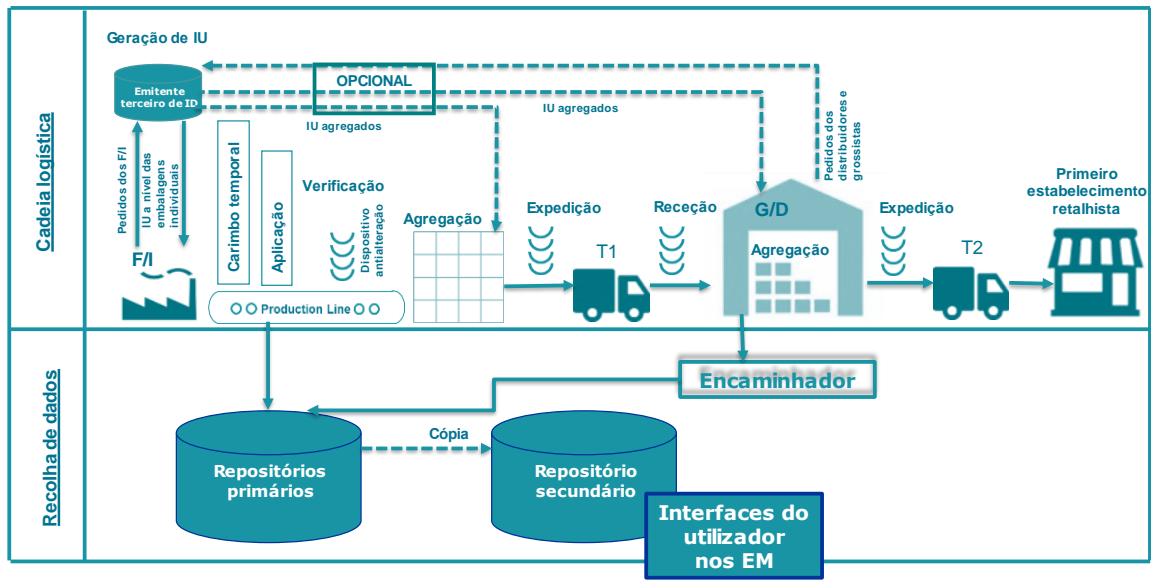 Cadeia logística
Geração de IU
Emitente
terceiro de ID
OPCIONAL
IU agregados
IU agregados
Pedidos dos F/I
IU a nível das
embalagens
individuais
Carimbo temporal
Aplicação
Verificação
Dispositivo
antialteração
Agregação
Expedição
T1
Receção
Pedidos dos
distribuidores e
grossistas
G/D
Agregação
Expedição
T2
Primeiro
estabelecimento
retalhista
F/I
Production Line
Recolha de dados
Encaminhador
Repositórios
primários
Cópia
Repositório
secundário
Interfaces do
utilizador
nos EM